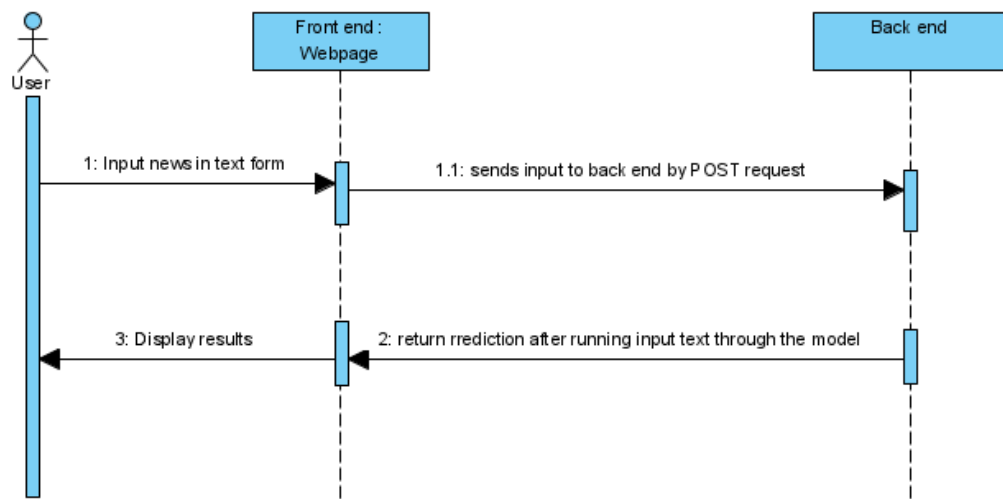 Front end :
Webpage
Back end
User
1: Input news in text form
1.1: sends input to back end by POST request
3: Display results
2: return rrediction after running input text through the model